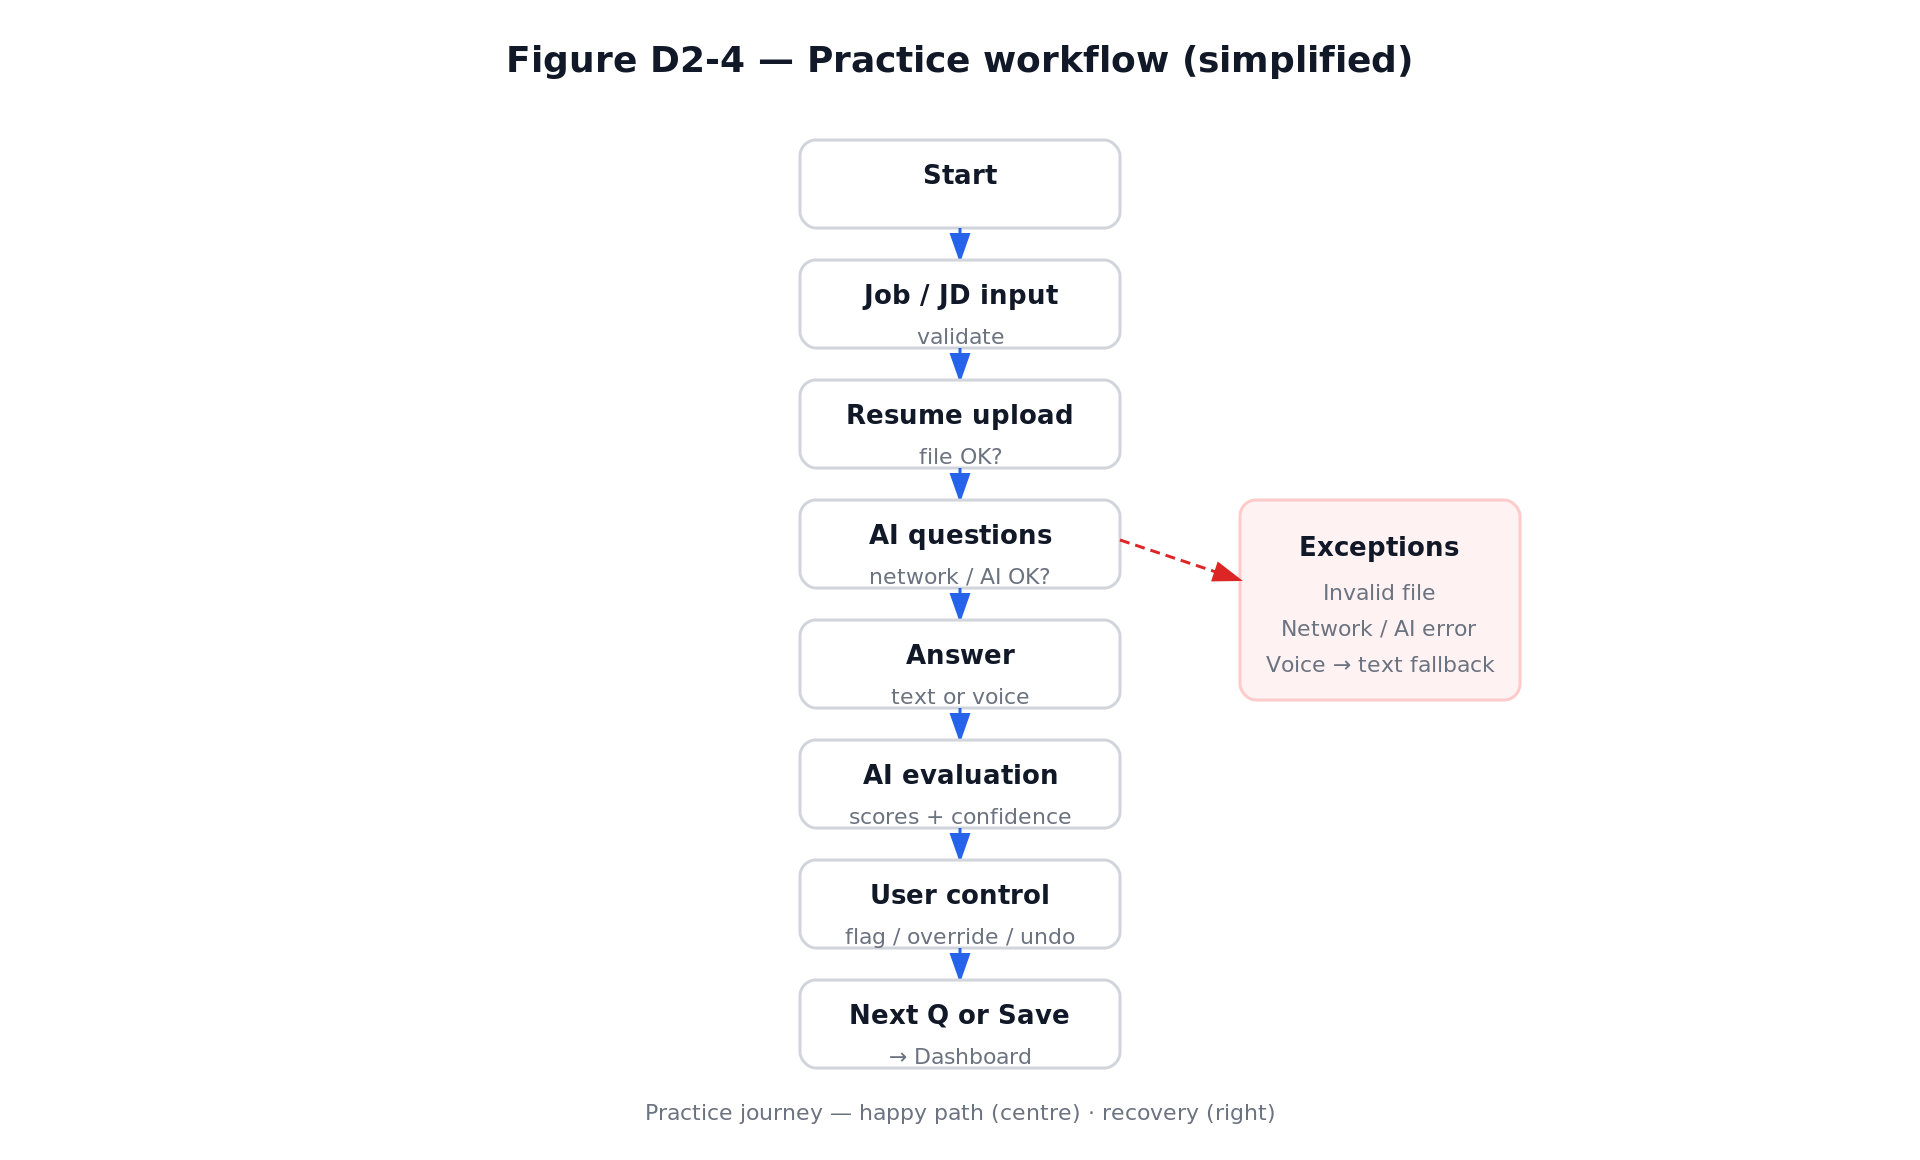 Figure D2-4 — Practice workflow (simplified)
Start
Job / JD input
validate
Resume upload
file OK?
AI questions
network / AI OK?
Exceptions
Invalid file
Network / AI error
Voice → text fallback
Answer
text or voice
AI evaluation
scores + confidence
User control
flag / override / undo
Next Q or Save
→ Dashboard
Practice journey — happy path (centre) · recovery (right)